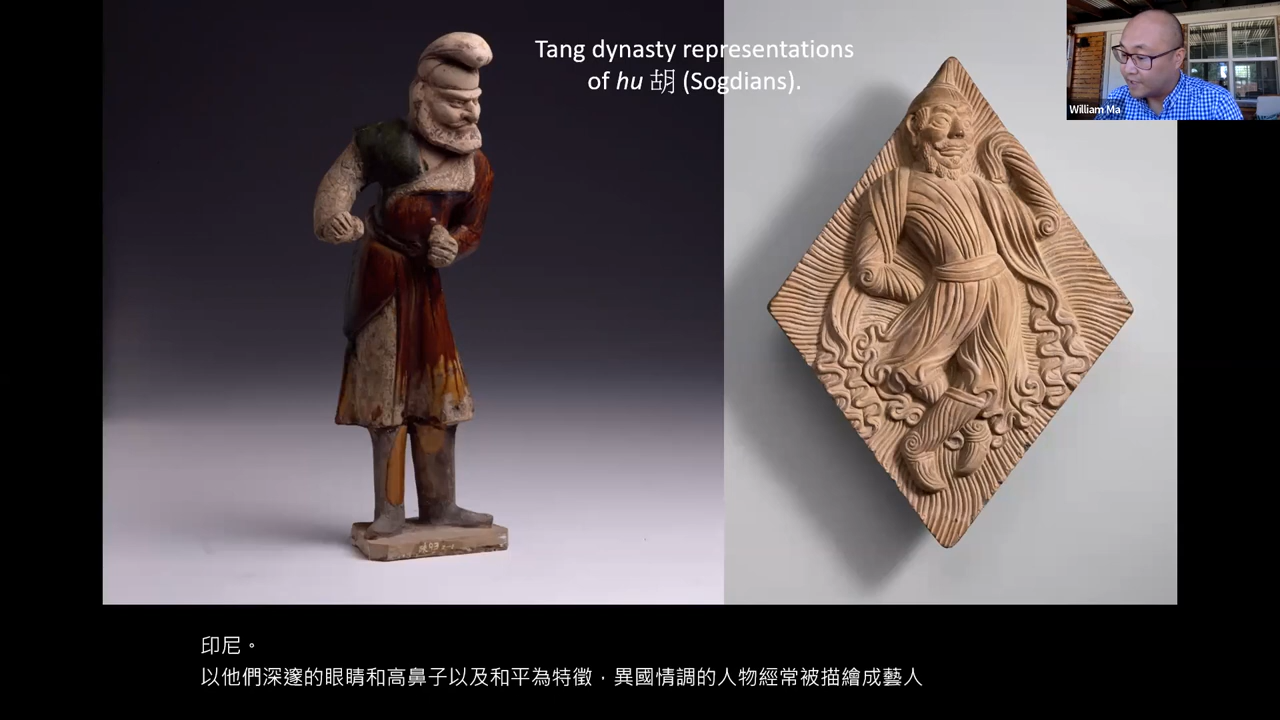 Tang dynasty representations
of hu 胡 (Sogdians).
William Ma
印尼。
以他們深邃的眼睛和高鼻子以及和平為特徵，異國情調的人物經常被描繪成藝人